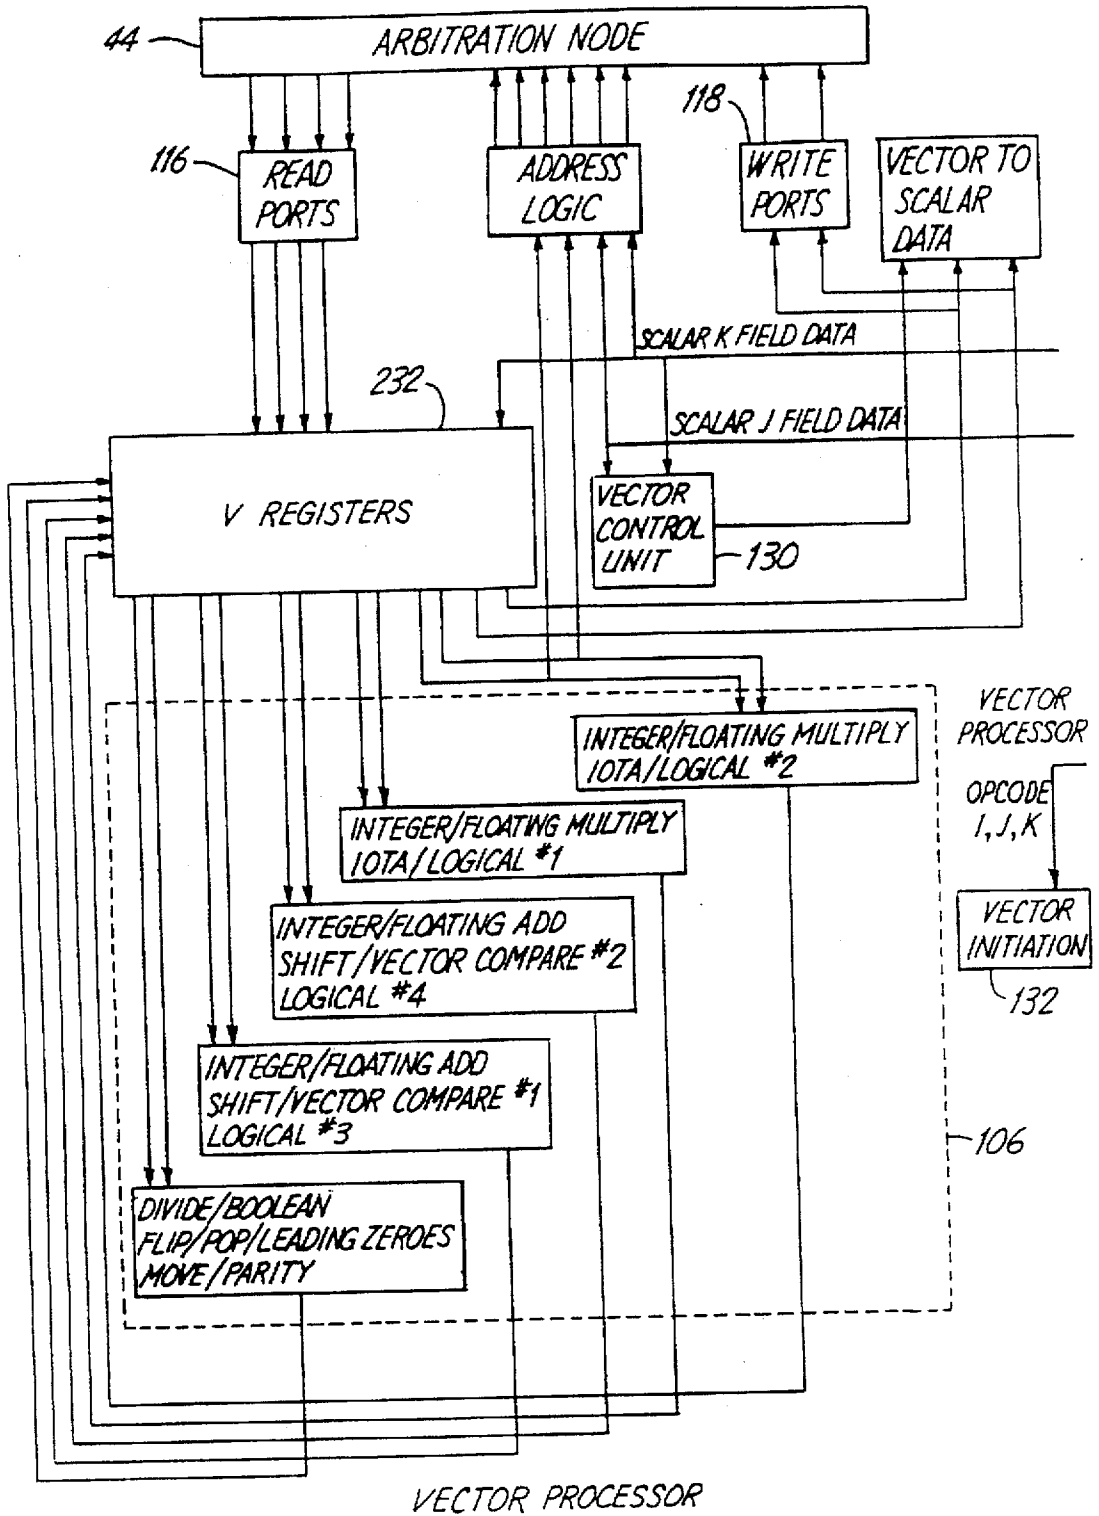 44
ARBITRATION NODE
116
READ
PORTS
ADDRESS
LOGIC
118
WRITE
PORTS
VECTOR TO
SCALAR
DATA
SCALAR K FIELD DATA
232
SCALAR J FIELD DATA
V REGISTERS
VECTOR
CONTROL
UNIT
130
INTEGER/FLOATING MULTIPLY
IOTA/LOGICAL #2
VECTOR
PROCESSOR
OPCODE
I, J, K
INTEGER/FLOATING MULTIPLY
IOTA/LOGICAL #1
VECTOR
INITIATION
132
INTEGER/FLOATING ADD
SHIFT/VECTOR COMPARE #2
LOGICAL #4
INTEGER/FLOATING ADD
SHIFT/VECTOR COMPARE #1
LOGICAL #3
106
DIVIDE/BOOLEAN
FLIP/POP/LEADING ZEROES
MOVE/PARITY
VECTOR PROCESSOR